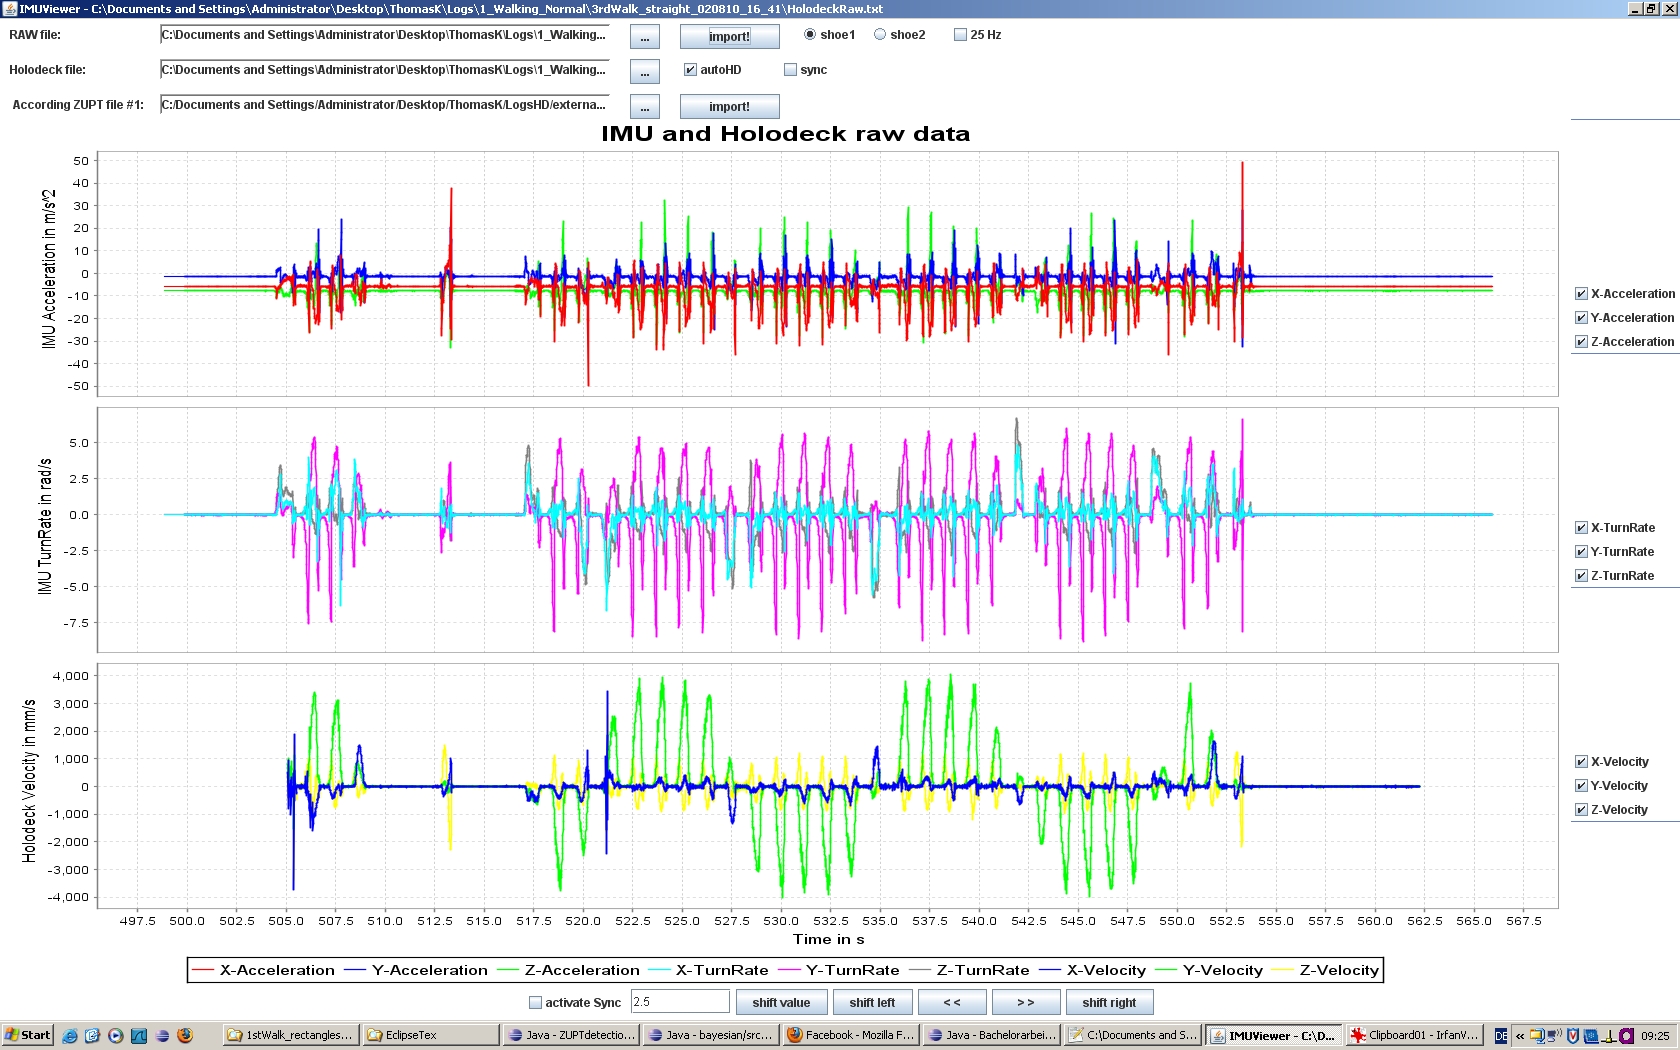 IMUViewer - C:\Documents and Settings\Administrator\Desktop\ThomasK\Logs\1_Walking_Normal\3rdWalk_straight_020810_16_41\HolodeckRaw.txt
RAW file: C:\Documents and Settings\Administrator\Desktop\ThomasK\Logs\1_Walking... ... import! shoe1 shoe2 25 Hz
Holodeck file: C:\Documents and Settings\Administrator\Desktop\ThomasK\Logs\1_Walking... ... autoHD sync
According ZUPT file #1: C:/Documents and Settings/Administrator/Desktop/ThomasK/LogsHD/externa... ... import!
IMU and Holodeck raw data
IMU Acceleration in m/s^2
50
40
30
20
10
0
-10
-20
-30
-40
-50
X-Acceleration
Y-Acceleration
Z-Acceleration
IMU TurnRate in rad/s
5.0
2.5
0.0
-2.5
-5.0
-7.5
X-TurnRate
Y-TurnRate
Z-TurnRate
Holodeck Velocity in mm/s
4,000
3,000
2,000
1,000
0
-1,000
-2,000
-3,000
-4,000
X-Velocity
Y-Velocity
Z-Velocity
497.5 500.0 502.5 505.0 507.5 510.0 512.5 515.0 517.5 520.0 522.5 525.0 527.5 530.0 532.5 535.0 537.5 540.0 542.5 545.0 547.5 550.0 552.5 555.0 557.5 560.0 562.5 565.0 567.5
Time in s
X-Acceleration Y-Acceleration Z-Acceleration X-TurnRate Y-TurnRate Z-TurnRate X-Velocity Y-Velocity Z-Velocity
activate Sync 2.5 shift value shift left << >> shift right
Start 1stWalk_rectangles... EclipseTex Java - ZUPTdetectio... Java - bayesian/src... Facebook - Mozilla F... Java - Bachelorarbei... C:\Documents and S... IMUViewer - C:\D... Clipboard01 - IrfanV... DE « 09:25